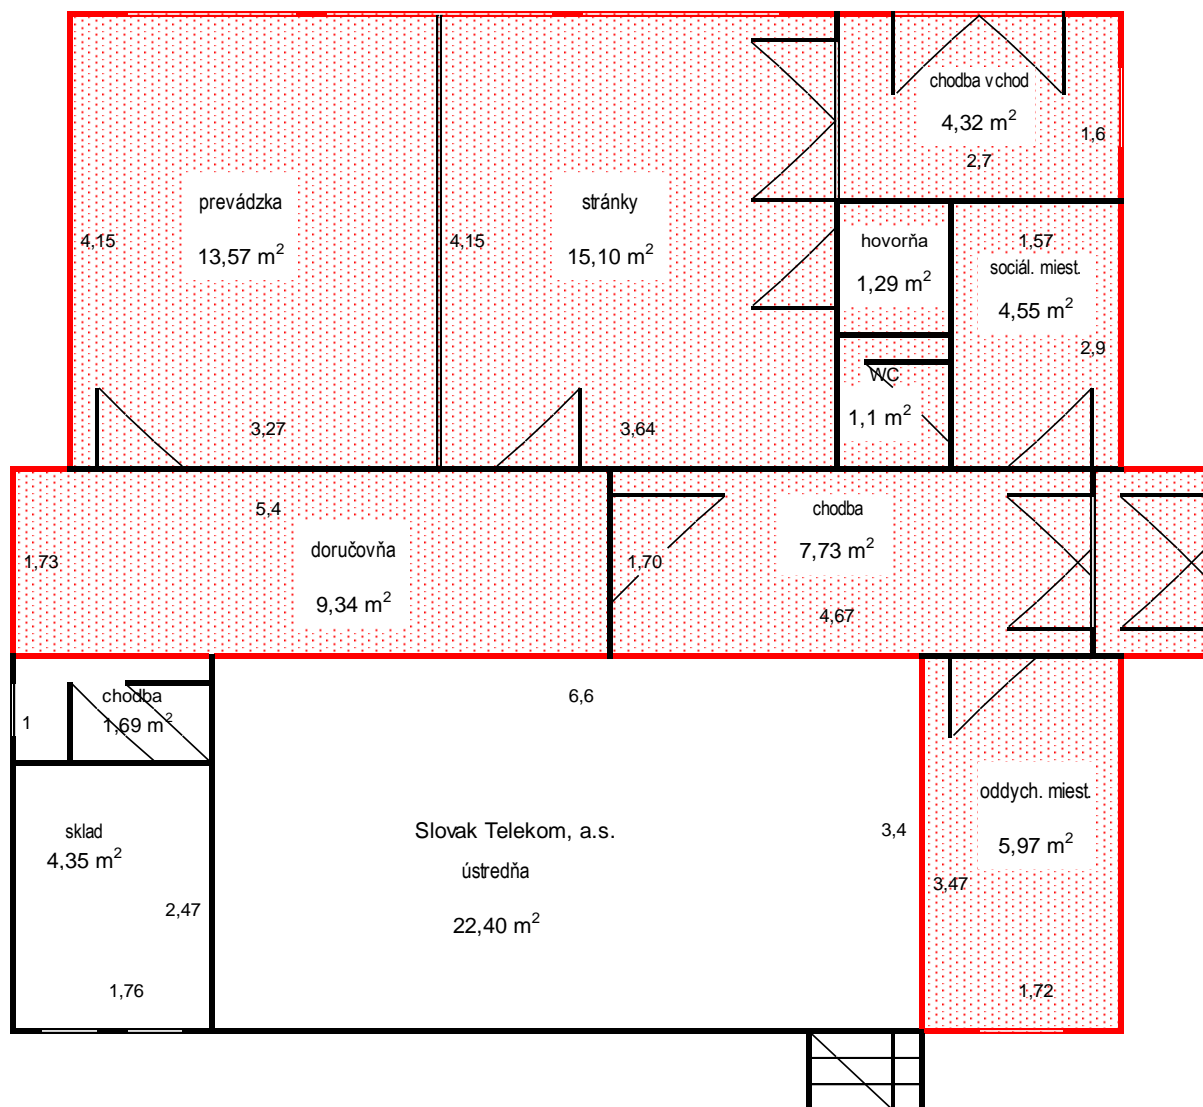 chodba vchod
4,32 m²
1,6
2,7
prevádzka
13,57 m²
4,15
3,27
stránky
15,10 m²
4,15
3,64
hovorňa
1,29 m²
1,57
sociál. miest.
4,55 m²
2,9
WC
1,1 m²
5,4
doručovňa
1,73
9,34 m²
chodba
7,73 m²
1,70
4,67
chodba
1,69 m²
1
6,6
sklad
4,35 m²
2,47
1,76
Slovak Telekom, a.s.
ústredňa
22,40 m²
3,4
oddych. miest.
5,97 m²
3,47
1,72